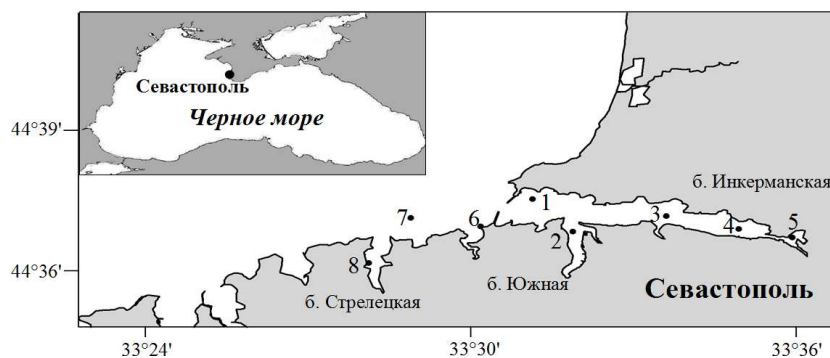 Севастополь
Черное море
44°39'
б. Инкерманская
1
7
6
3
2
4
5
44°36'
8
б. Стрелецкая
б. Южная
Севастополь
33°24'
33°30'
33°36'